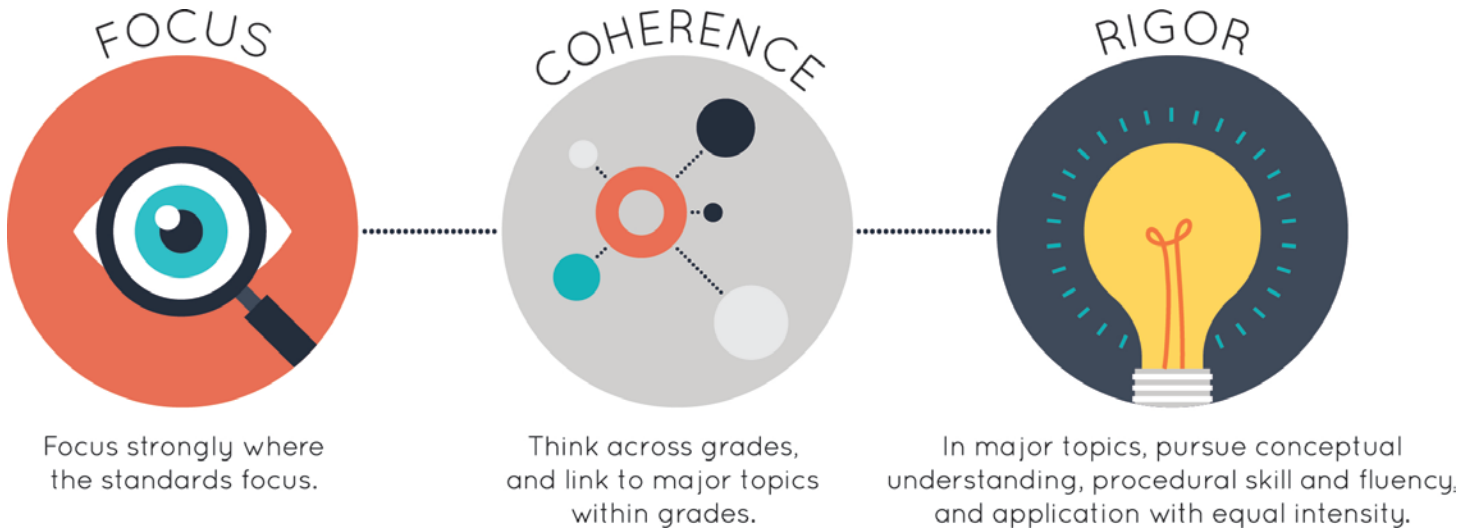 FOCUS
COHERENCE
RIGOR
Focus strongly where
the standards focus.
Think across grades,
and link to major topics
within grades.
In major topics, pursue conceptual
understanding, procedural skill and fluency,
and application with equal intensity.